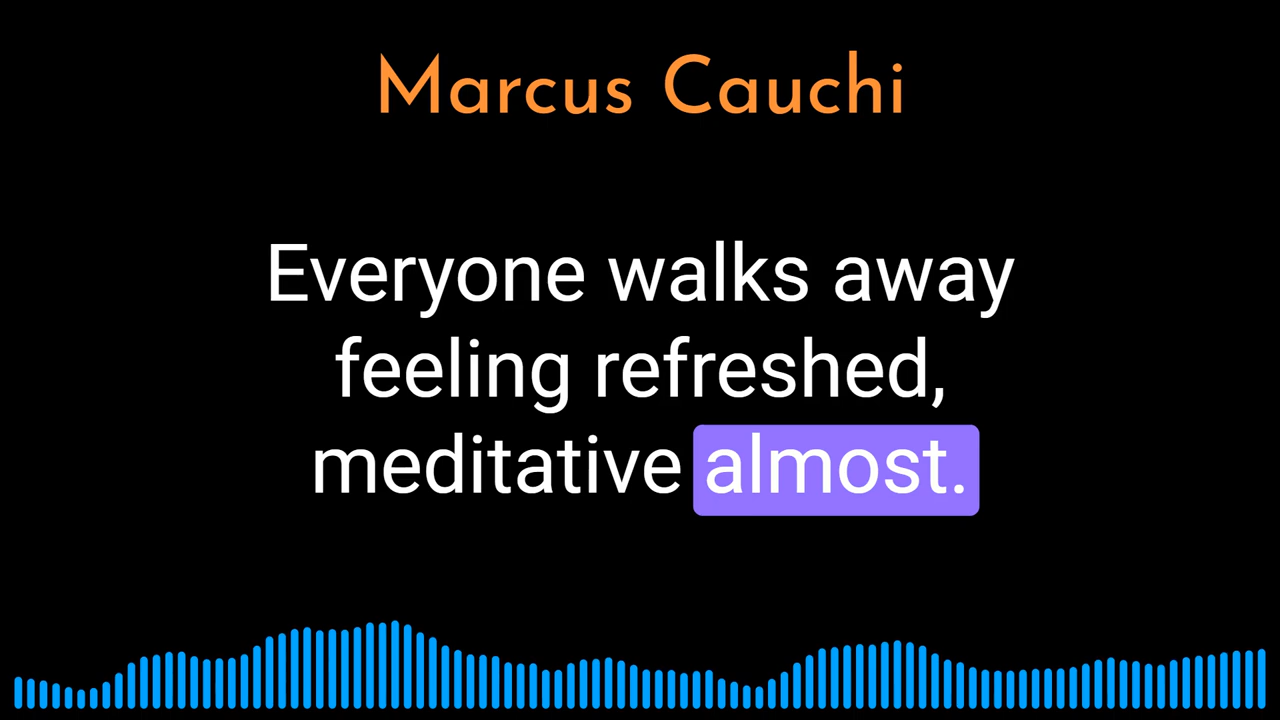 Marcus Cauchi
Everyone walks away
feeling refreshed,
meditative almost.